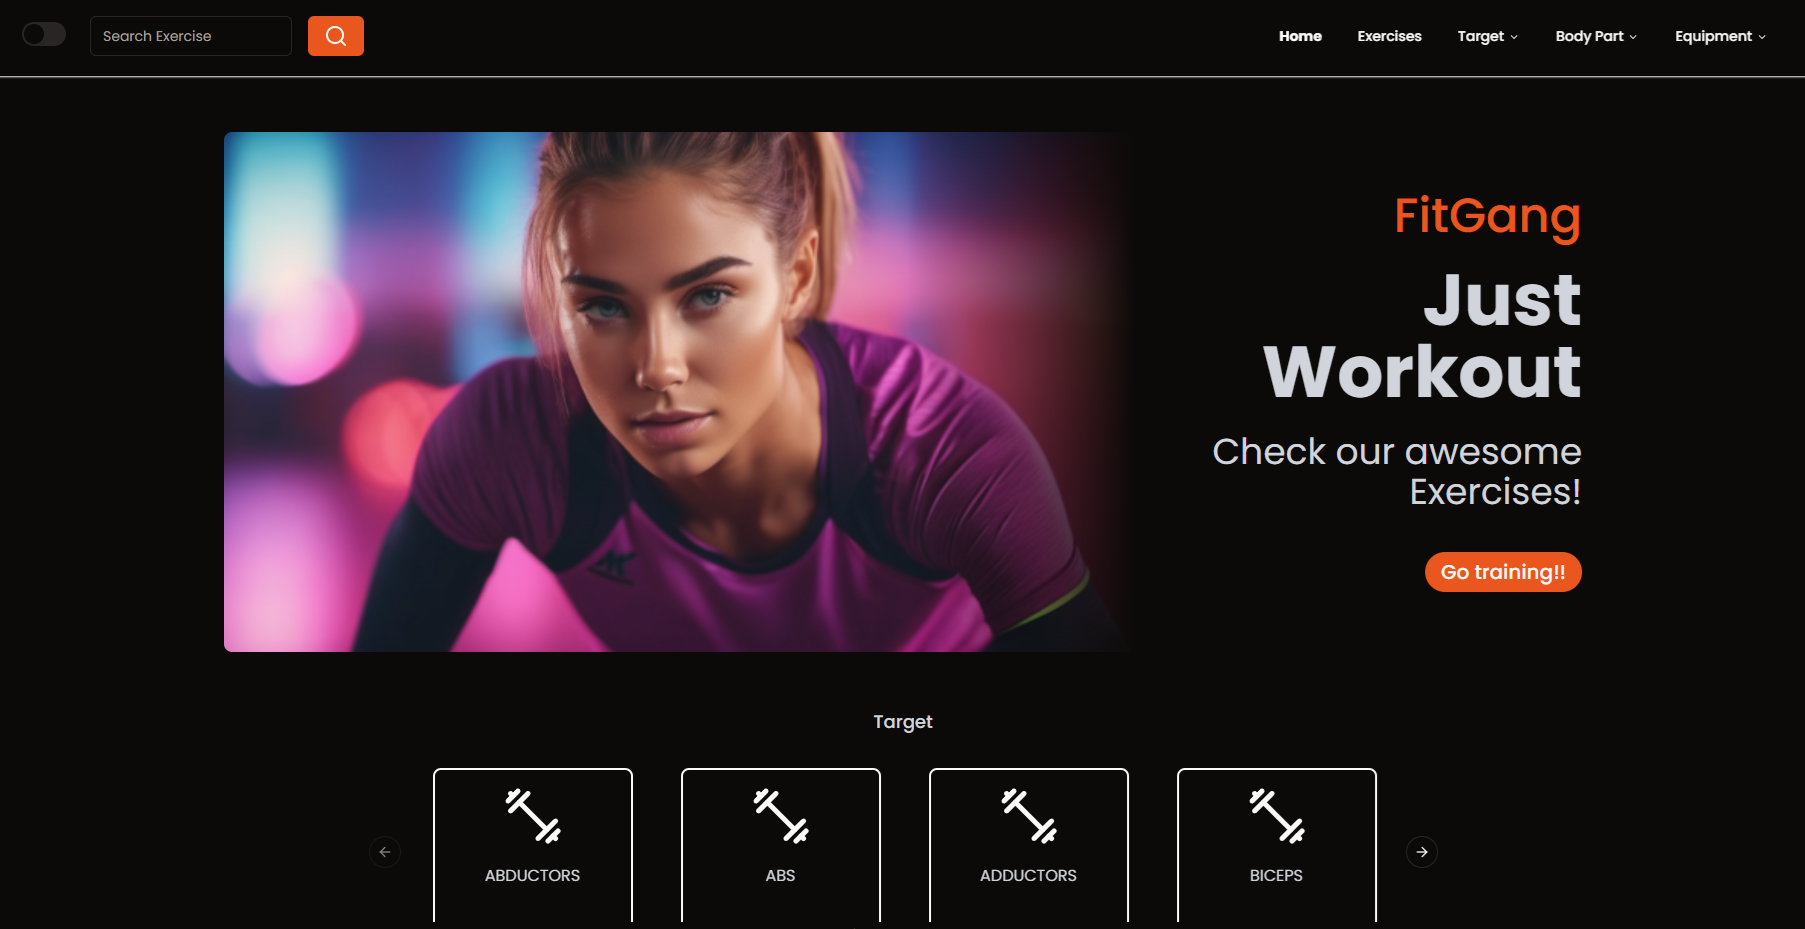 Search Exercise
Home
Exercises
Target
Body Part
Equipment
FitGang
Just
Workout
Check our awesome
Exercises!
Go training!!
Target
ABDUCTORS
ABS
ADDUCTORS
BICEPS